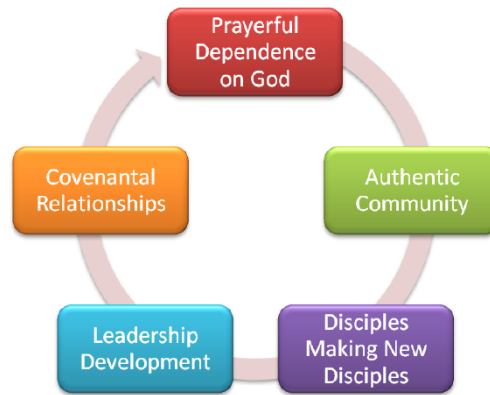 Prayerful
Dependence
on God
Authentic
Community
Disciples
Making New
Disciples
Leadership
Development
Covenantal
Relationships